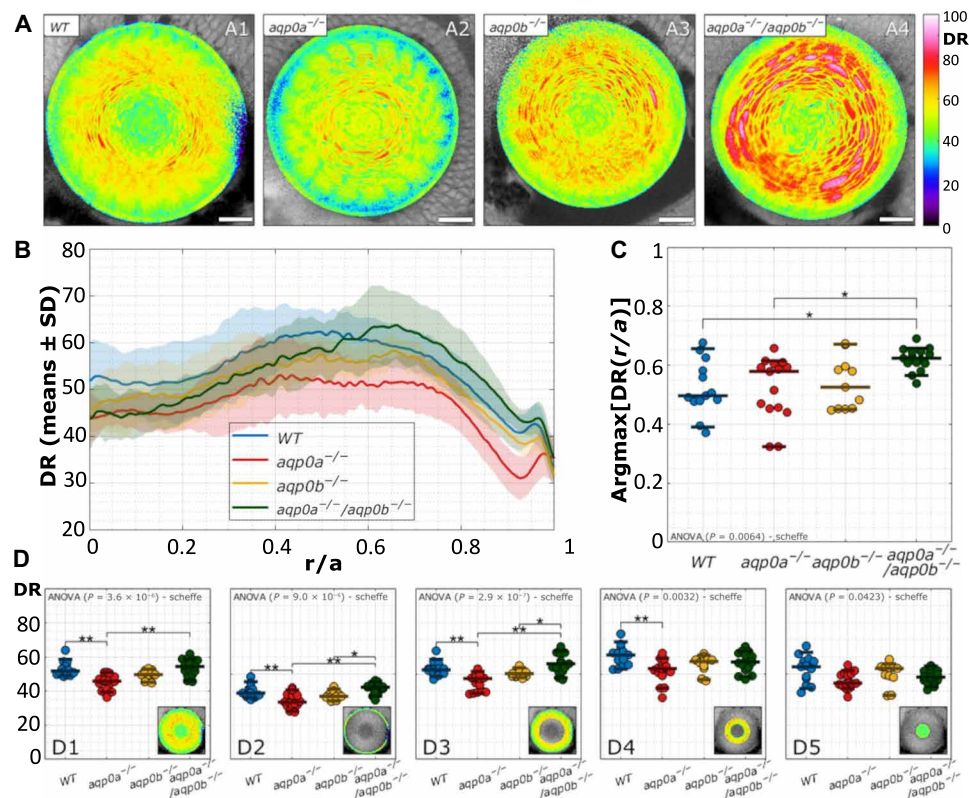 A
WT
A1
aqp0a⁻/⁻
A2
aqp0b⁻/⁻
A3
aqp0a⁻/⁻/aqp0b⁻/⁻
A4
100
DR
80
60
40
20
0
B
DR (means ± SD)
80
70
60
50
40
30
20
0
0.2
0.4
0.6
0.8
1
r/a
WT
aqp0a⁻/⁻
aqp0b⁻/⁻
aqp0a⁻/⁻/aqp0b⁻/⁻
C
Argmax[DR(r/a)]
1
0.8
0.6
0.4
0.2
0
*
*
ANOVA (P = 0.0064) - scheffe
WT
aqp0a⁻/⁻
aqp0b⁻/⁻
aqp0a⁻/⁻
/aqp0b⁻/⁻
D
DR
80
60
40
20
0
ANOVA (P = 3.6 × 10⁻⁶) - scheffe
**
**
D1
WT
aqp0a⁻/⁻
aqp0b⁻/⁻
aqp0a⁻/⁻
/aqp0b⁻/⁻
ANOVA (P = 9.0 × 10⁻⁶) - scheffe
**
**
*
D2
WT
aqp0a⁻/⁻
aqp0b⁻/⁻
aqp0a⁻/⁻
/aqp0b⁻/⁻
ANOVA (P = 2.9 × 10⁻⁷) - scheffe
**
**
*
D3
WT
aqp0a⁻/⁻
aqp0b⁻/⁻
aqp0a⁻/⁻
/aqp0b⁻/⁻
ANOVA (P = 0.0032) - scheffe
**
D4
WT
aqp0a⁻/⁻
aqp0b⁻/⁻
aqp0a⁻/⁻
/aqp0b⁻/⁻
ANOVA (P = 0.0423) - scheffe
D5
WT
aqp0a⁻/⁻
aqp0b⁻/⁻
aqp0a⁻/⁻
/aqp0b⁻/⁻